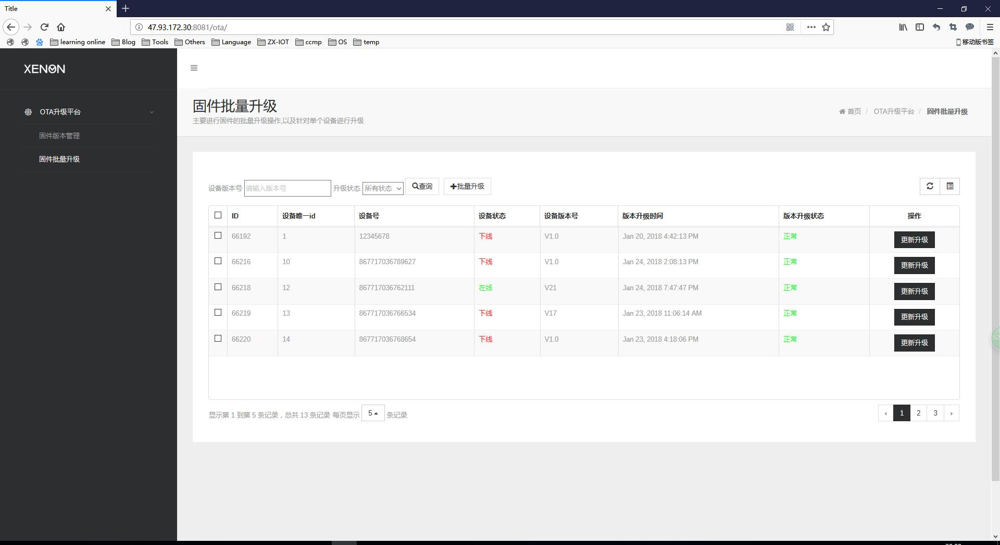 Title
47.93.172.30:8081/ota/
learning online Blog Tools Others Language ZX-IOT ccmp OS temp 移动版书签
XENON
OTA升级平台
固件版本管理
固件批量升级
固件批量升级
主要进行固件的批量升级操作,以及针对单个设备进行升级
首页 / OTA升级平台 / 固件批量升级
设备版本号 请输入版本号 升级状态 所有状态 查询 批量升级
ID 设备唯一id 设备号 设备状态 设备版本号 版本升级时间 版本升级状态 操作
66192 1 12345678 下线 V1.0 Jan 20, 2018 4:42:13 PM 正常 更新升级
66216 10 867717036789627 下线 V1.0 Jan 24, 2018 2:08:13 PM 正常 更新升级
66218 12 867717036762111 在线 V21 Jan 24, 2018 7:47:47 PM 正常 更新升级
66219 13 867717036766534 下线 V17 Jan 23, 2018 11:06:14 AM 正常 更新升级
66220 14 867717036768654 下线 V1.0 Jan 23, 2018 4:18:06 PM 正常 更新升级
显示第 1 到第 5 条记录，总共 13 条记录 每页显示 5 条记录
‹ 1 2 3 ›
52